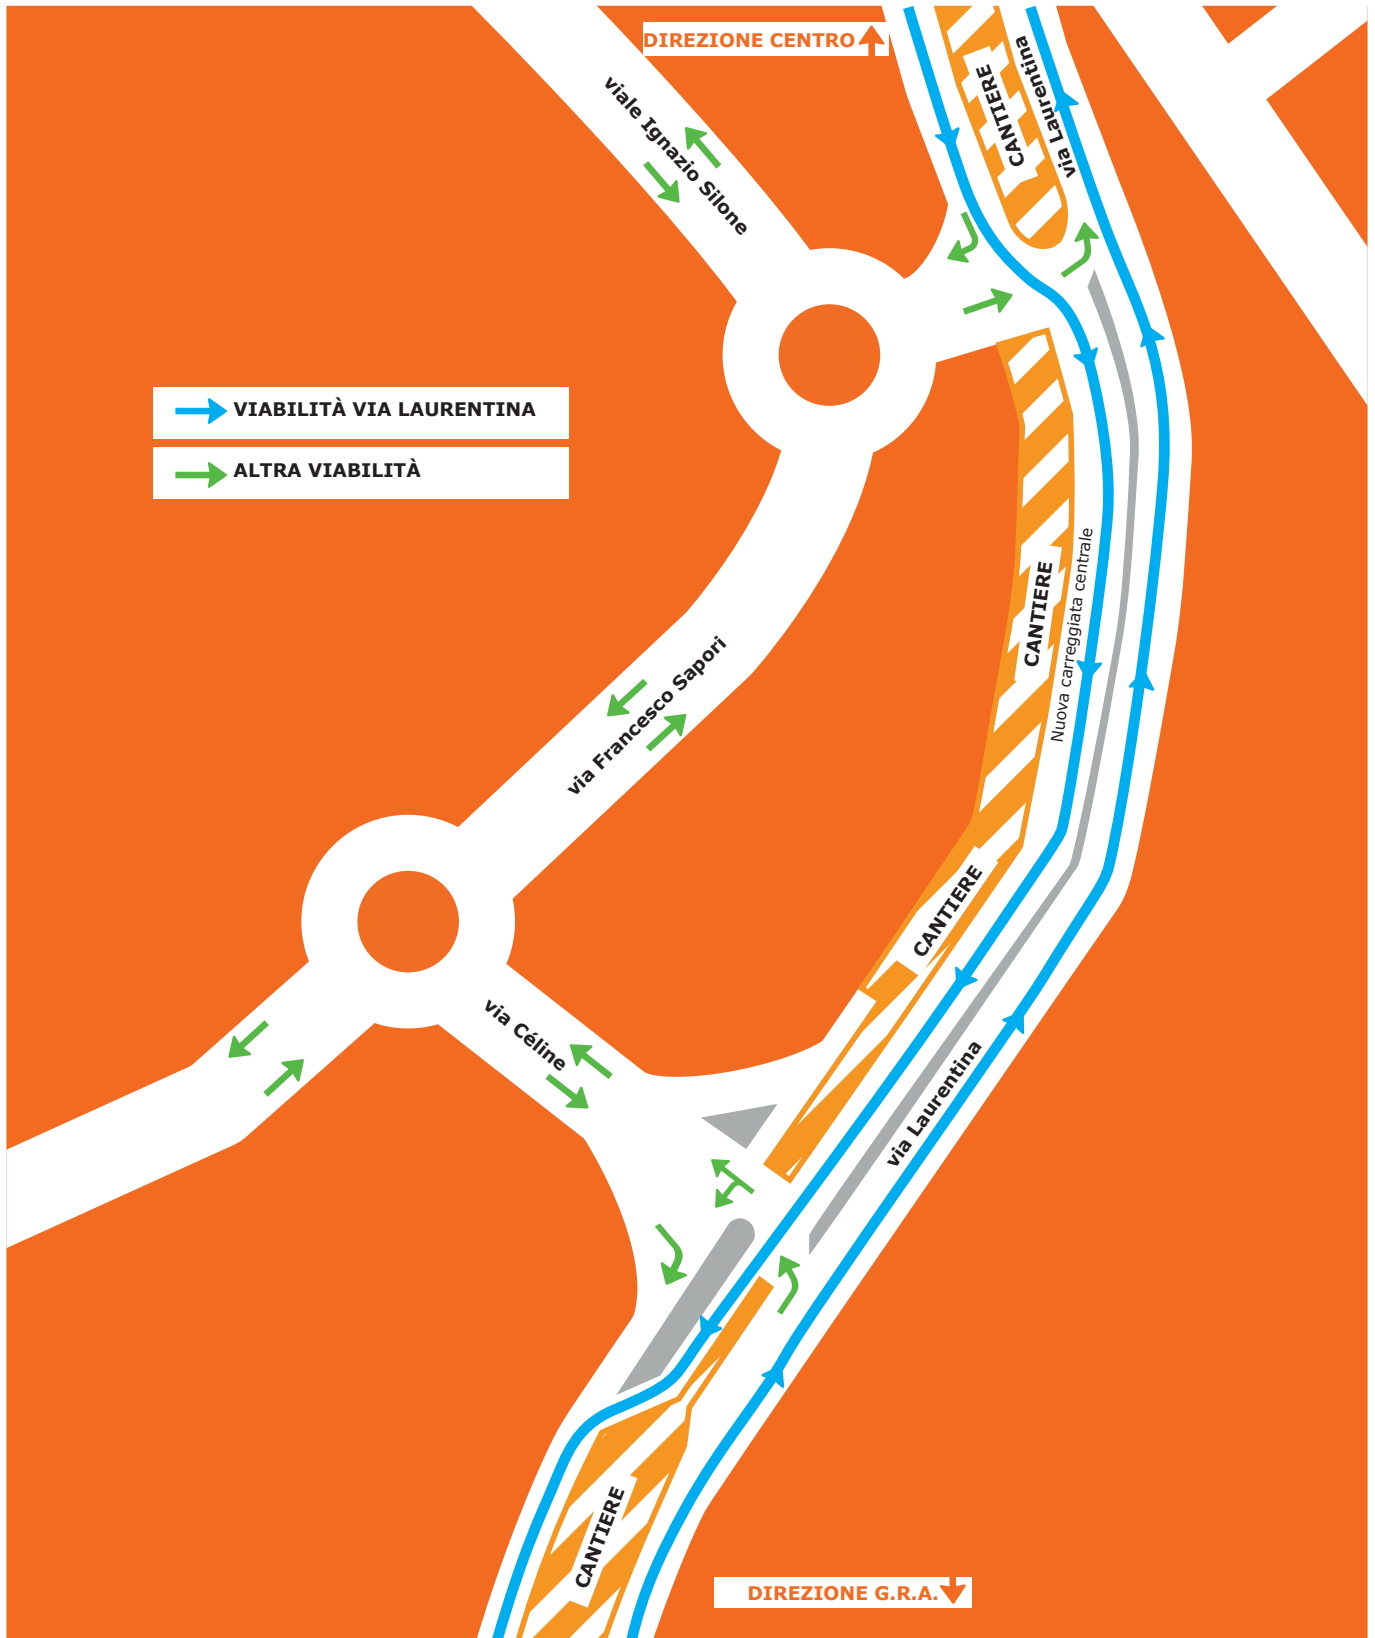 DIREZIONE CENTRO
viale Ignazio Silone
CANTIERE
via Laurentina
VIABILITÀ VIA LAURENTINA
ALTRA VIABILITÀ
CANTIERE
Nuova carreggiata centrale
via Francesco Sapori
CANTIERE
via Céline
via Laurentina
CANTIERE
DIREZIONE G.R.A.